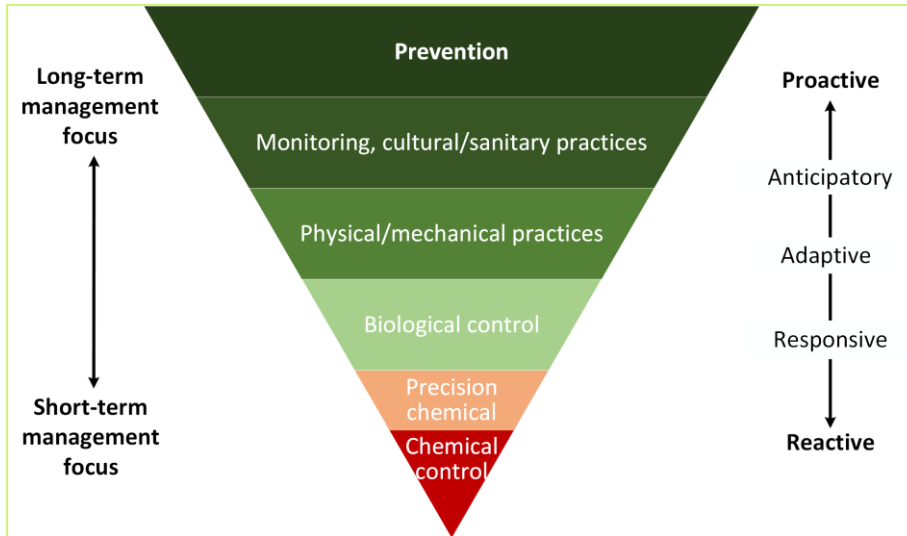 Prevention
Long-term
management
focus
Monitoring, cultural/sanitary practices
Physical/mechanical practices
Biological control
Precision
chemical
Chemical
control
Short-term
management
focus
Proactive
Anticipatory
Adaptive
Responsive
Reactive